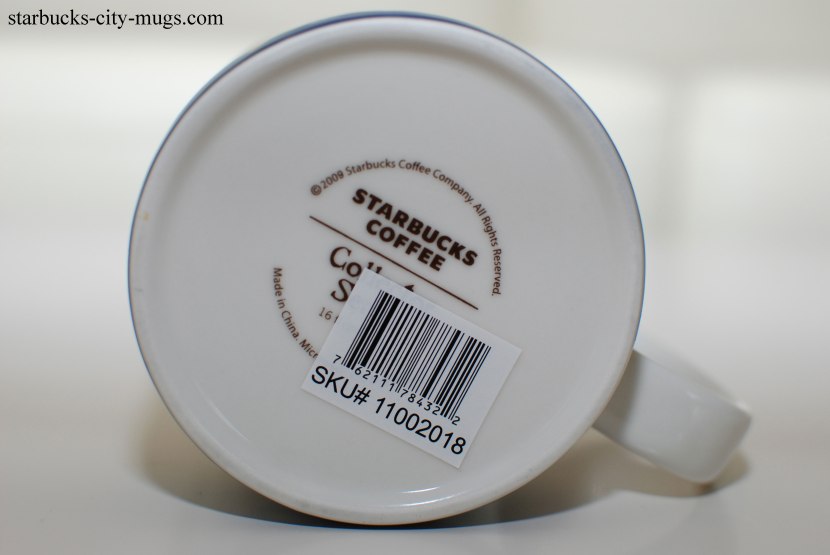 starbucks-city-mugs.com
©2008 Starbucks Coffee Company. All Rights Reserved.
STARBUCKS
COFFEE
16
Made in China.
7 62111 78432 2
SKU# 11002018